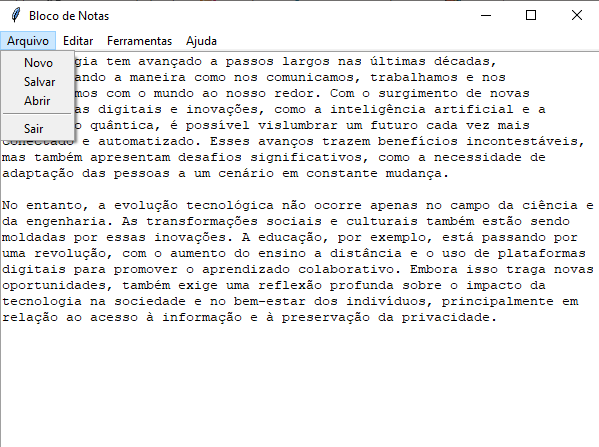 Bloco de Notas
Arquivo Editar Ferramentas Ajuda
Novo
Salvar
Abrir
Sair
gia tem avançado a passos largos nas últimas décadas,
ando a maneira como nos comunicamos, trabalhamos e nos
mos com o mundo ao nosso redor. Com o surgimento de novas
as digitais e inovações, como a inteligência artificial e a
o quântica, é possível vislumbrar um futuro cada vez mais
conectado e automatizado. Esses avanços trazem benefícios incontestáveis,
mas também apresentam desafios significativos, como a necessidade de
adaptação das pessoas a um cenário em constante mudança.
No entanto, a evolução tecnológica não ocorre apenas no campo da ciência e
da engenharia. As transformações sociais e culturais também estão sendo
moldadas por essas inovações. A educação, por exemplo, está passando por
uma revolução, com o aumento do ensino a distância e o uso de plataformas
digitais para promover o aprendizado colaborativo. Embora isso traga novas
oportunidades, também exige uma reflexão profunda sobre o impacto da
tecnologia na sociedade e no bem-estar dos indivíduos, principalmente em
relação ao acesso à informação e à preservação da privacidade.